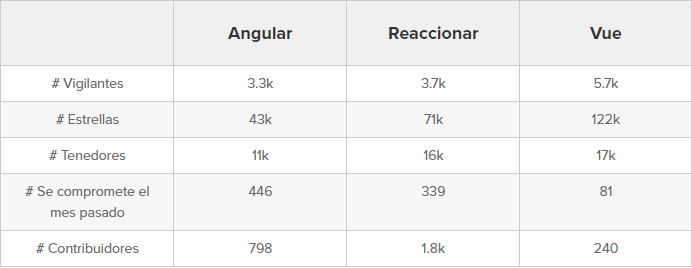 Angular Reaccionar Vue
# Vigilantes 3.3k 3.7k 5.7k
# Estrellas 43k 71k 122k
# Tenedores 11k 16k 17k
# Se compromete el
mes pasado 446 339 81
# Contribuidores 798 1.8k 240